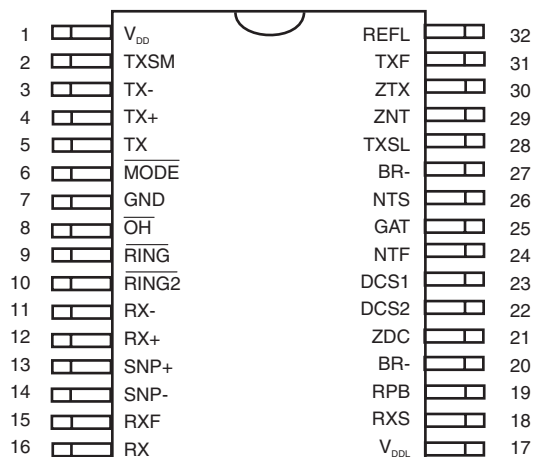 1 V_DD REFL 32
2 TXSM TXF 31
3 TX- ZTX 30
4 TX+ ZNT 29
5 TX TXSL 28
6 MODE BR- 27
7 GND NTS 26
8 OH GAT 25
9 RING NTF 24
10 RING2 DCS1 23
11 RX- DCS2 22
12 RX+ ZDC 21
13 SNP+ BR- 20
14 SNP- RPB 19
15 RXF RXS 18
16 RX V_DDL 17